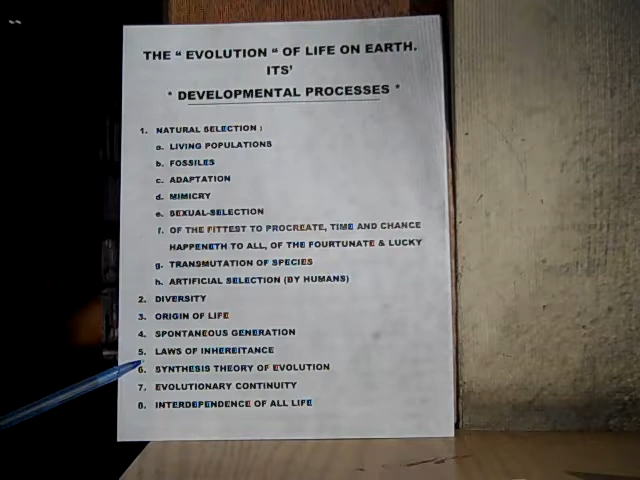 THE " EVOLUTION " OF LIFE ON EARTH.
ITS'
* DEVELOPMENTAL PROCESSES *
1. NATURAL SELECTION :
a. LIVING POPULATIONS
b. FOSSILES
c. ADAPTATION
d. MIMICRY
e. SEXUAL-SELECTION
f. OF THE FITTEST TO PROCREATE, TIME AND CHANCE
HAPPENETH TO ALL, OF THE FOURTUNATE & LUCKY
g. TRANSMUTATION OF SPECIES
h. ARTIFICIAL SELECTION (BY HUMANS)
2. DIVERSITY
3. ORIGIN OF LIFE
4. SPONTANEOUS GENERATION
5. LAWS OF INHEREITANCE
6. SYNTHESIS THEORY OF EVOLUTION
7. EVOLUTIONARY CONTINUITY
8. INTERDEPENDENCE OF ALL LIFE